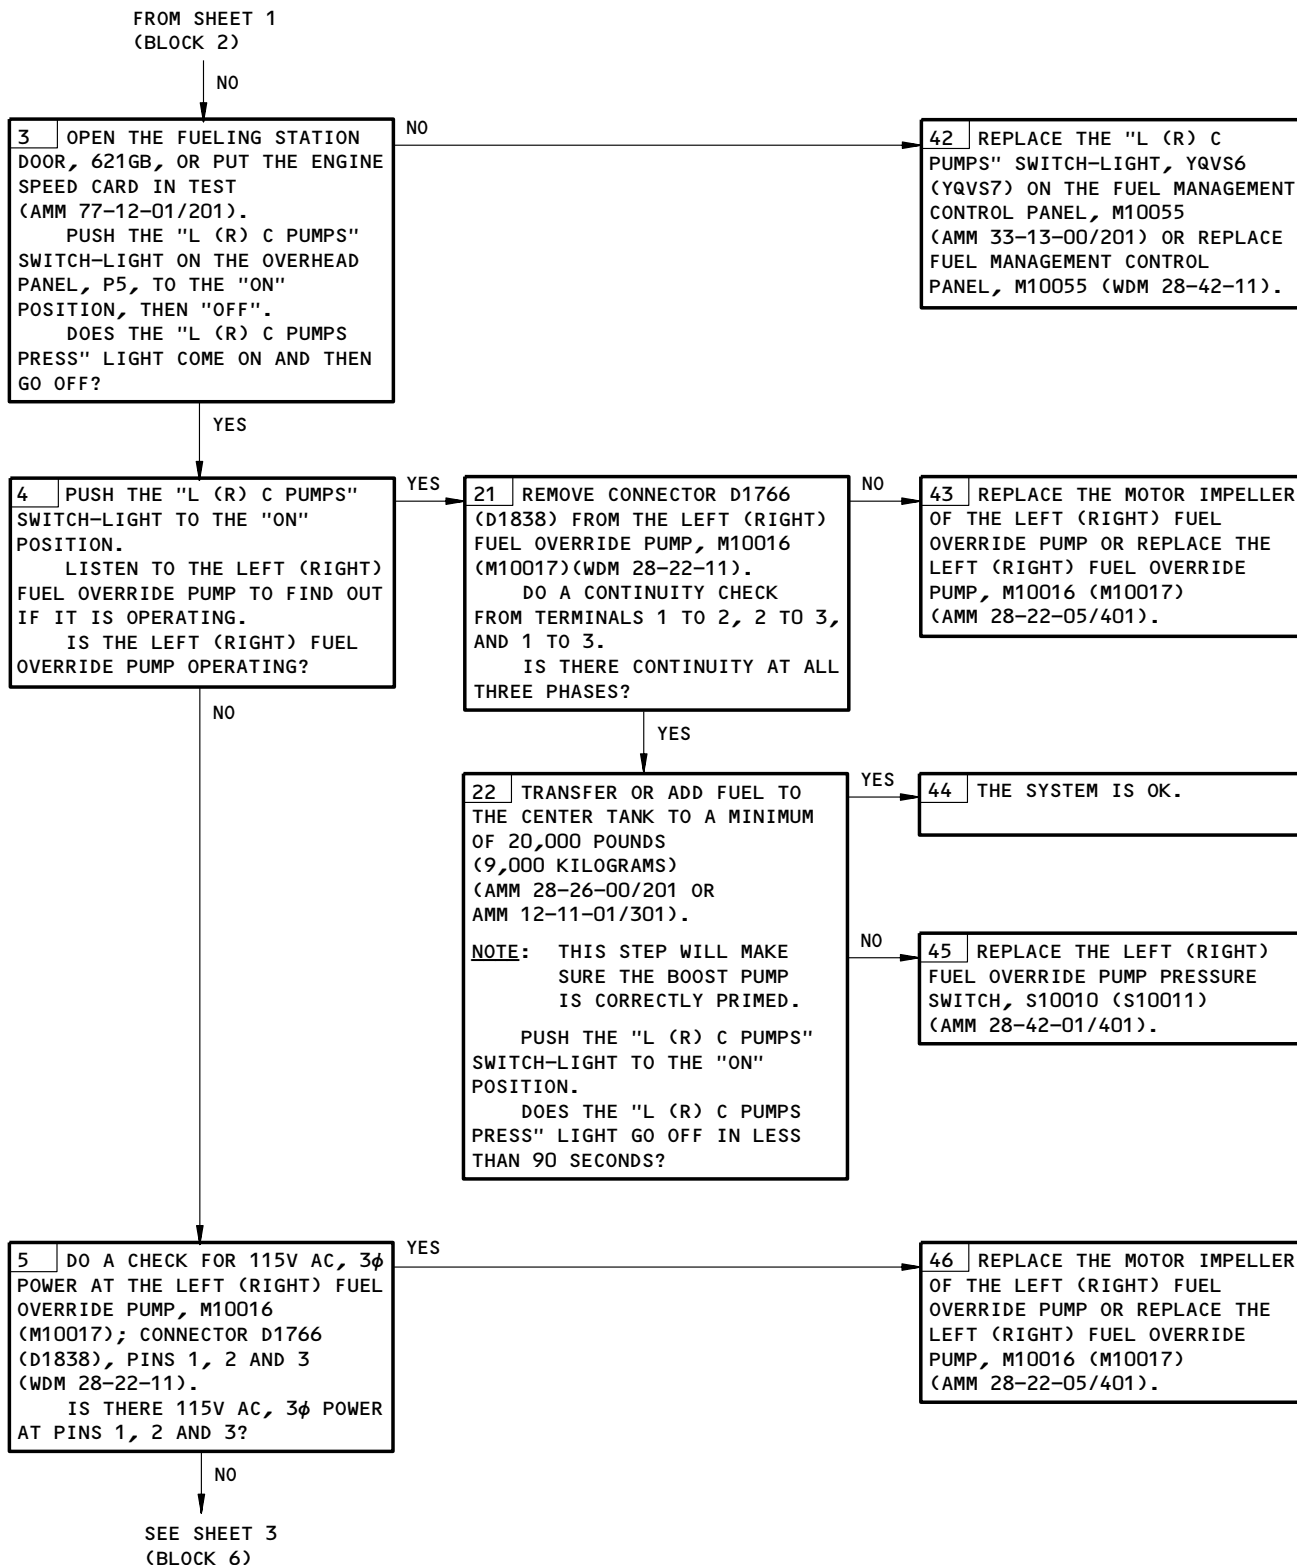 FROM SHEET 1
(BLOCK 2)
NO
3 OPEN THE FUELING STATION
DOOR, 621GB, OR PUT THE ENGINE
SPEED CARD IN TEST
(AMM 77-12-01/201).
PUSH THE "L (R) C PUMPS"
SWITCH-LIGHT ON THE OVERHEAD
PANEL, P5, TO THE "ON"
POSITION, THEN "OFF".
DOES THE "L (R) C PUMPS
PRESS" LIGHT COME ON AND THEN
GO OFF?
NO
42 REPLACE THE "L (R) C
PUMPS" SWITCH-LIGHT, YQVS6
(YQVS7) ON THE FUEL MANAGEMENT
CONTROL PANEL, M10055
(AMM 33-13-00/201) OR REPLACE
FUEL MANAGEMENT CONTROL
PANEL, M10055 (WDM 28-42-11).
YES
4 PUSH THE "L (R) C PUMPS"
SWITCH-LIGHT TO THE "ON"
POSITION.
LISTEN TO THE LEFT (RIGHT)
FUEL OVERRIDE PUMP TO FIND OUT
IF IT IS OPERATING.
IS THE LEFT (RIGHT) FUEL
OVERRIDE PUMP OPERATING?
YES
21 REMOVE CONNECTOR D1766
(D1838) FROM THE LEFT (RIGHT)
FUEL OVERRIDE PUMP, M10016
(M10017)(WDM 28-22-11).
DO A CONTINUITY CHECK
FROM TERMINALS 1 TO 2, 2 TO 3,
AND 1 TO 3.
IS THERE CONTINUITY AT ALL
THREE PHASES?
NO
43 REPLACE THE MOTOR IMPELLER
OF THE LEFT (RIGHT) FUEL
OVERRIDE PUMP OR REPLACE THE
LEFT (RIGHT) FUEL OVERRIDE
PUMP, M10016 (M10017)
(AMM 28-22-05/401).
NO
YES
22 TRANSFER OR ADD FUEL TO
THE CENTER TANK TO A MINIMUM
OF 20,000 POUNDS
(9,000 KILOGRAMS)
(AMM 28-26-00/201 OR
AMM 12-11-01/301).
NOTE: THIS STEP WILL MAKE
SURE THE BOOST PUMP
IS CORRECTLY PRIMED.
PUSH THE "L (R) C PUMPS"
SWITCH-LIGHT TO THE "ON"
POSITION.
DOES THE "L (R) C PUMPS
PRESS" LIGHT GO OFF IN LESS
THAN 90 SECONDS?
YES
44 THE SYSTEM IS OK.
NO
45 REPLACE THE LEFT (RIGHT)
FUEL OVERRIDE PUMP PRESSURE
SWITCH, S10010 (S10011)
(AMM 28-42-01/401).
5 DO A CHECK FOR 115V AC, 3ϕ
POWER AT THE LEFT (RIGHT) FUEL
OVERRIDE PUMP, M10016
(M10017); CONNECTOR D1766
(D1838), PINS 1, 2 AND 3
(WDM 28-22-11).
IS THERE 115V AC, 3ϕ POWER
AT PINS 1, 2 AND 3?
YES
46 REPLACE THE MOTOR IMPELLER
OF THE LEFT (RIGHT) FUEL
OVERRIDE PUMP OR REPLACE THE
LEFT (RIGHT) FUEL OVERRIDE
PUMP, M10016 (M10017)
(AMM 28-22-05/401).
NO
SEE SHEET 3
(BLOCK 6)